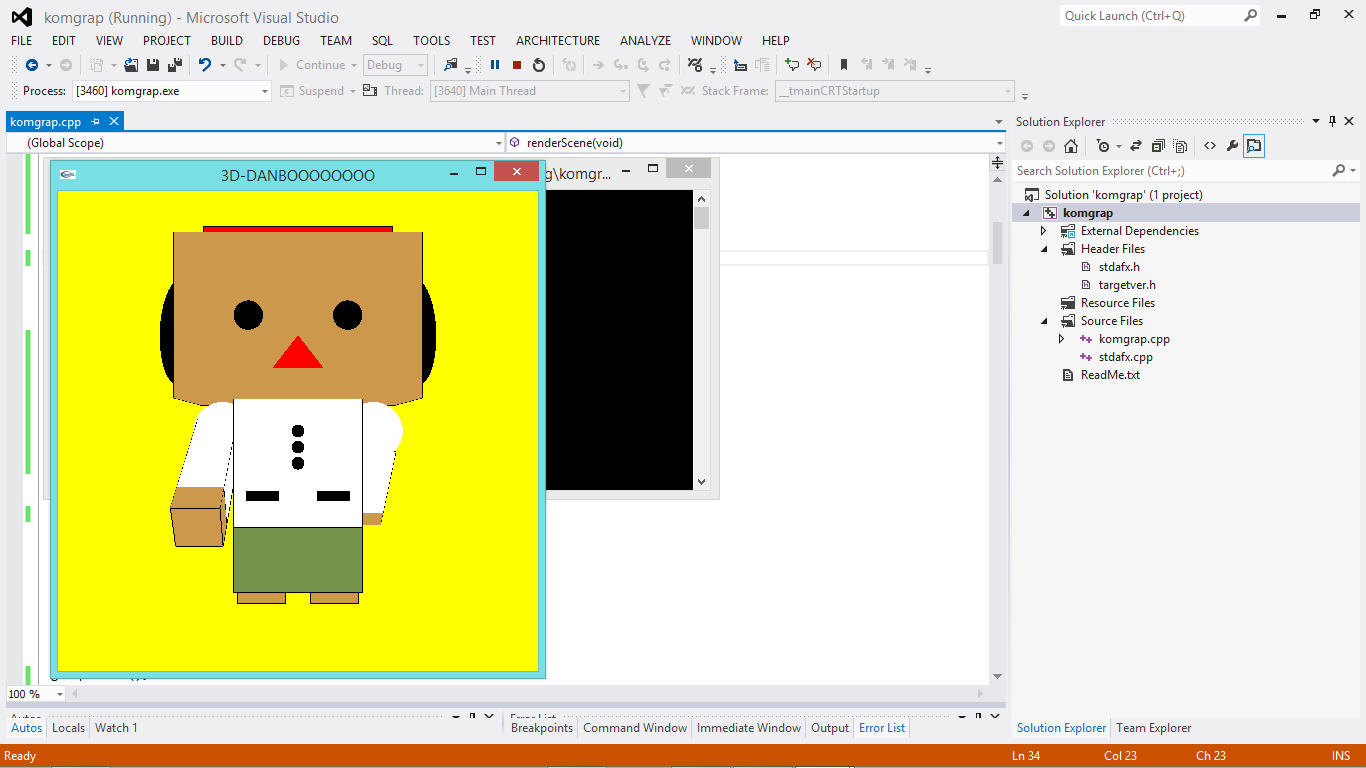 komgrap (Running) - Microsoft Visual Studio
Quick Launch (Ctrl+Q)
FILE EDIT VIEW PROJECT BUILD DEBUG TEAM SQL TOOLS TEST ARCHITECTURE ANALYZE WINDOW HELP
Continue Debug
Process: [3460] komgrap.exe Suspend Thread: [3640] Main Thread Stack Frame: __tmainCRTStartup
komgrap.cpp
(Global Scope) renderScene(void)
3D-DANBOOOOOOOO
g\komgr...
100 %
Autos Error List
Autos Locals Watch 1
Breakpoints Command Window Immediate Window Output Error List
Solution Explorer
Search Solution Explorer (Ctrl+;)
Solution 'komgrap' (1 project)
komgrap
External Dependencies
Header Files
stdafx.h
targetver.h
Resource Files
Source Files
komgrap.cpp
stdafx.cpp
ReadMe.txt
Solution Explorer Team Explorer
Ready Ln 34 Col 23 Ch 23 INS